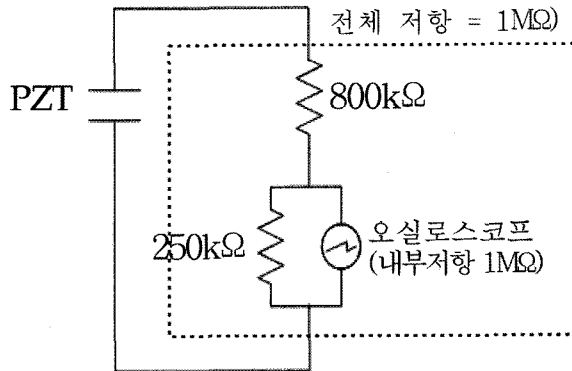 전체 저항 = 1MΩ)
PZT
800kΩ
250kΩ
오실로스코프
(내부저항 1MΩ)